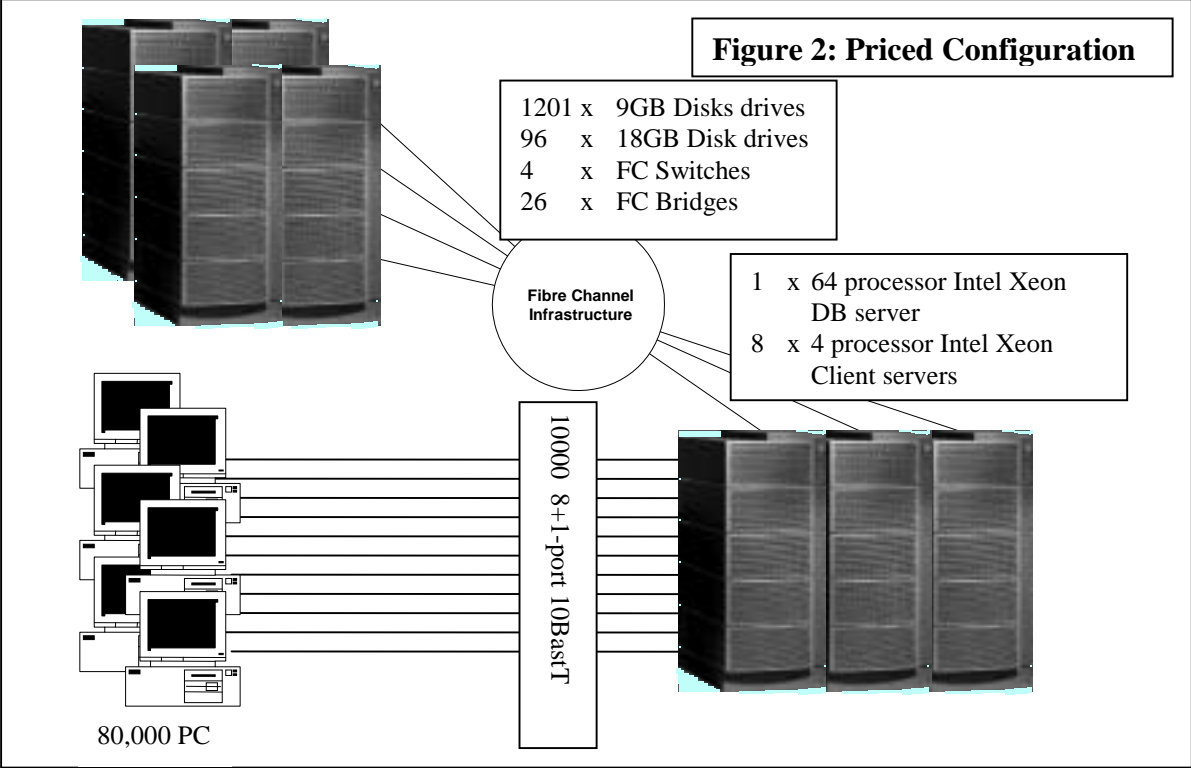 Figure 2: Priced Configuration
1201 x 9GB Disks drives
96 x 18GB Disk drives
4 x FC Switches
26 x FC Bridges
Fibre Channel
Infrastructure
1 x 64 processor Intel Xeon
DB server
8 x 4 processor Intel Xeon
Client servers
10000 8+1-port 10BastT
80,000 PC